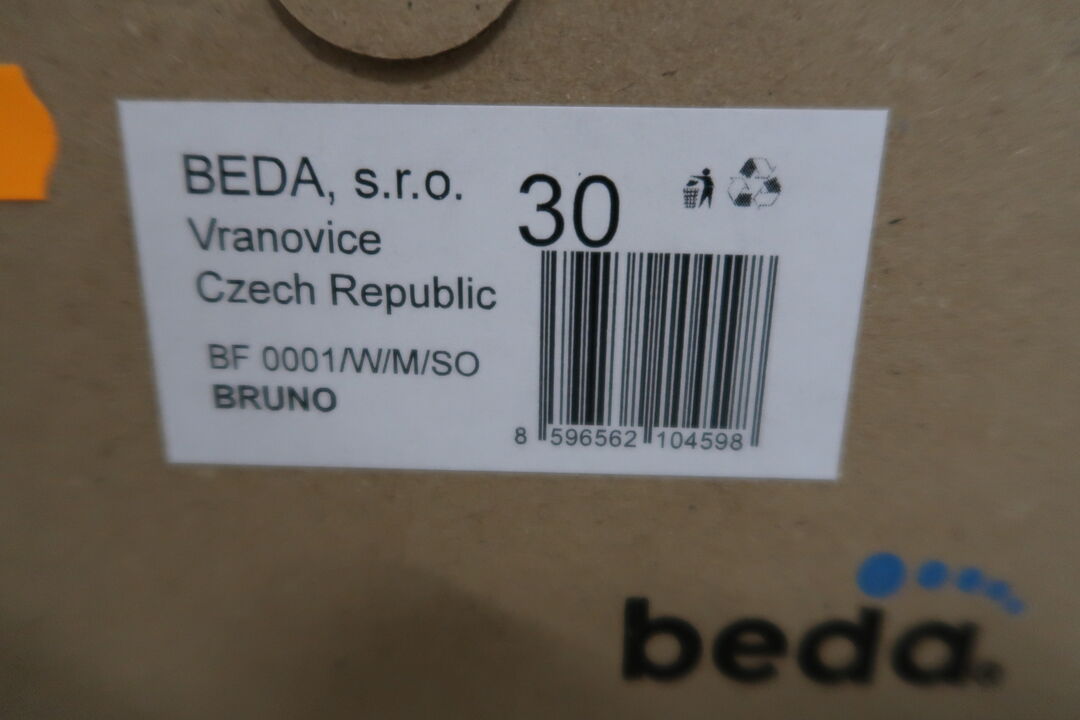 BEDA, s.r.o.
Vranovice
Czech Republic
BF 0001/W/M/SO
BRUNO
30
8 596562 104598
beda®